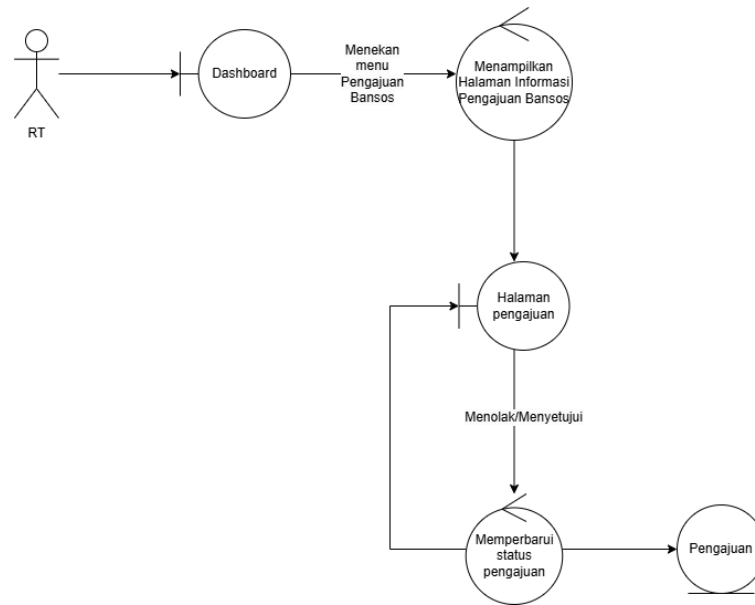 RT
Dashboard
Menekan
menu
Pengajuan
Bansos
Menampilkan
Halaman Informasi
Pengajuan Bansos
Halaman
pengajuan
Menolak/Menyetujui
Memperbarui
status
pengajuan
Pengajuan